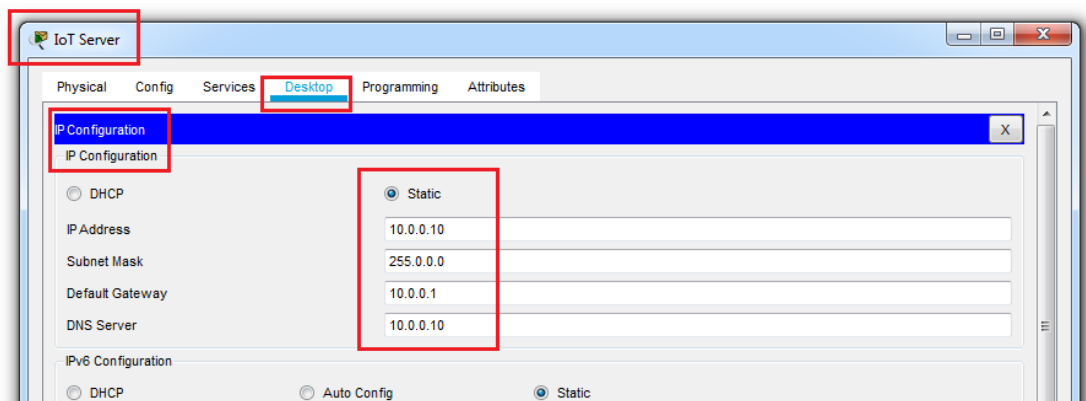 IoT Server
Physical Config Services Desktop Programming Attributes
IP Configuration X
IP Configuration
DHCP Static
IP Address 10.0.0.10
Subnet Mask 255.0.0.0
Default Gateway 10.0.0.1
DNS Server 10.0.0.10
IPv6 Configuration
DHCP Auto Config Static